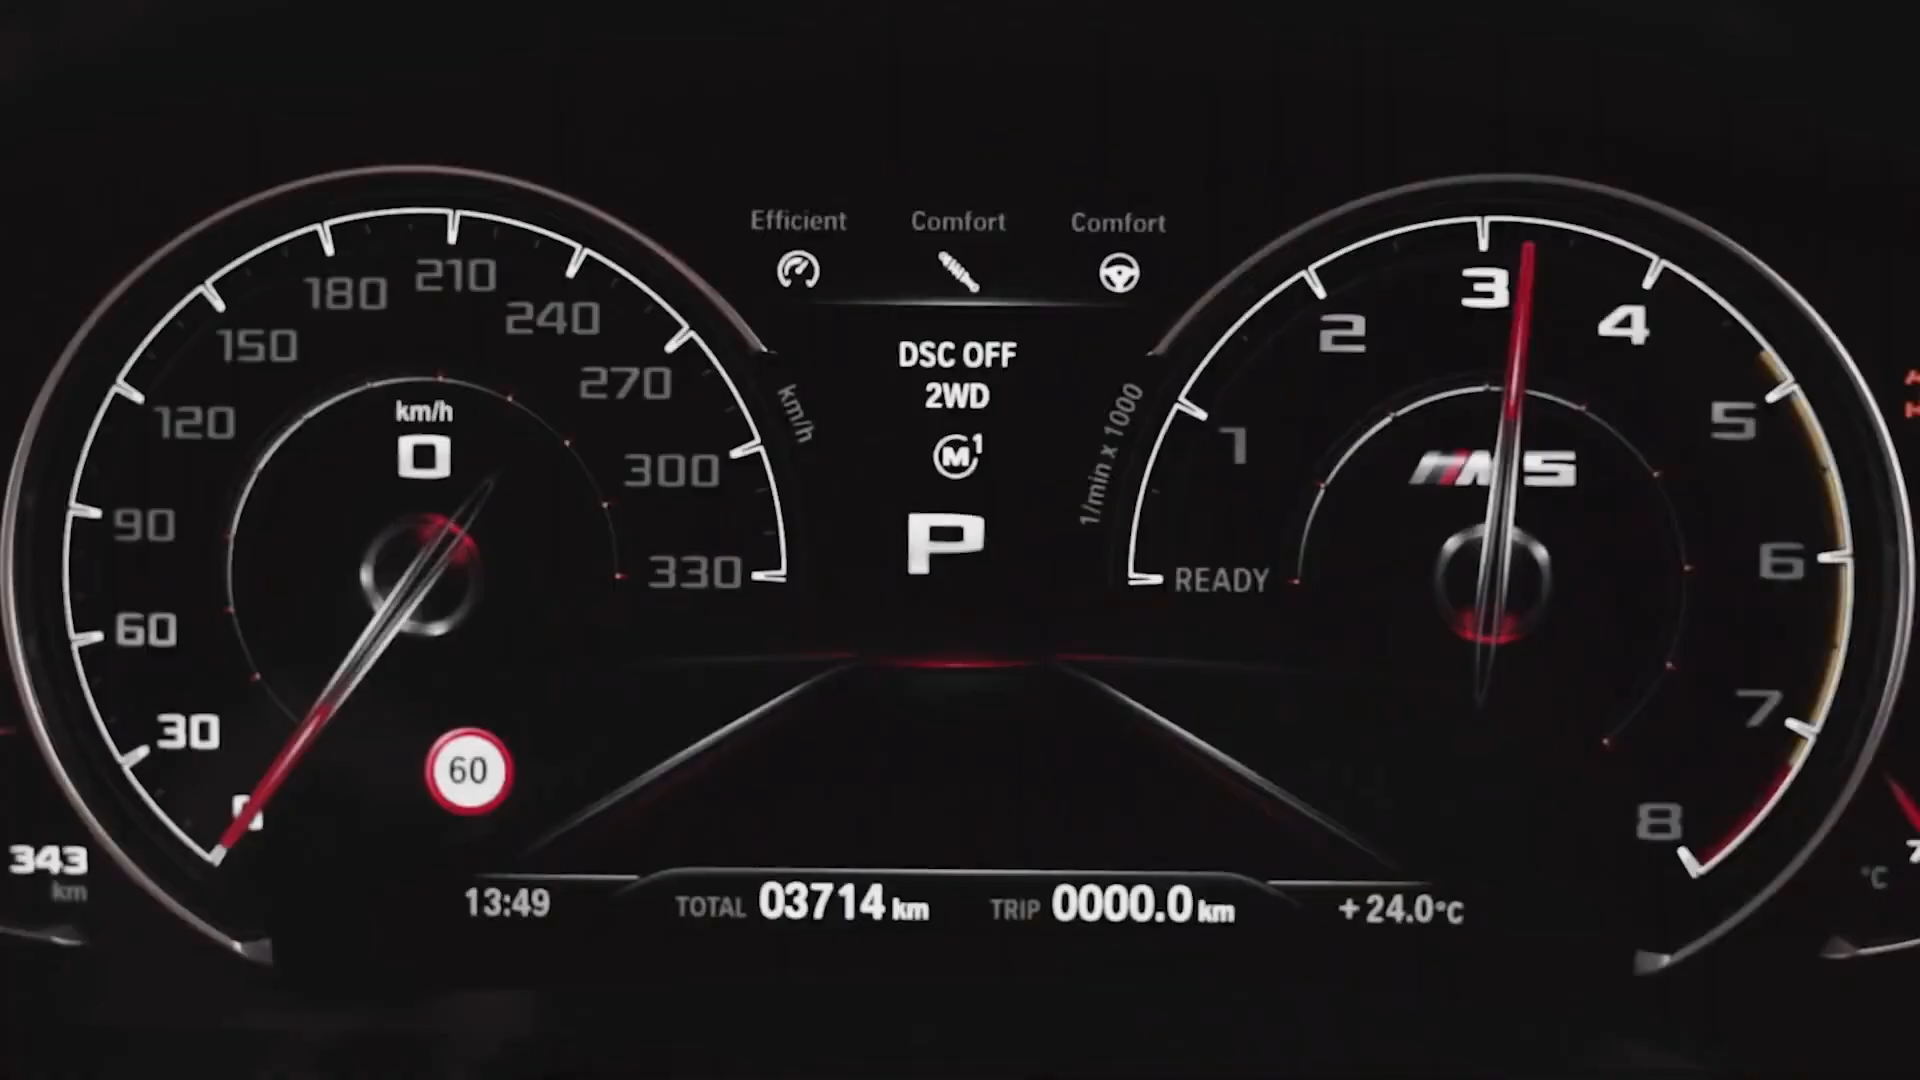 Efficient Comfort Comfort
DSC OFF
2WD
M1
P
km/h
0
0
30
60
90
120
150
180
210
240
270
300
330
km/h
60
1/min x 1000
READY
1
2
3
4
5
6
7
8
M5
343
km
13:49 TOTAL 03714 km TRIP 0000.0 km +24.0°C
°C